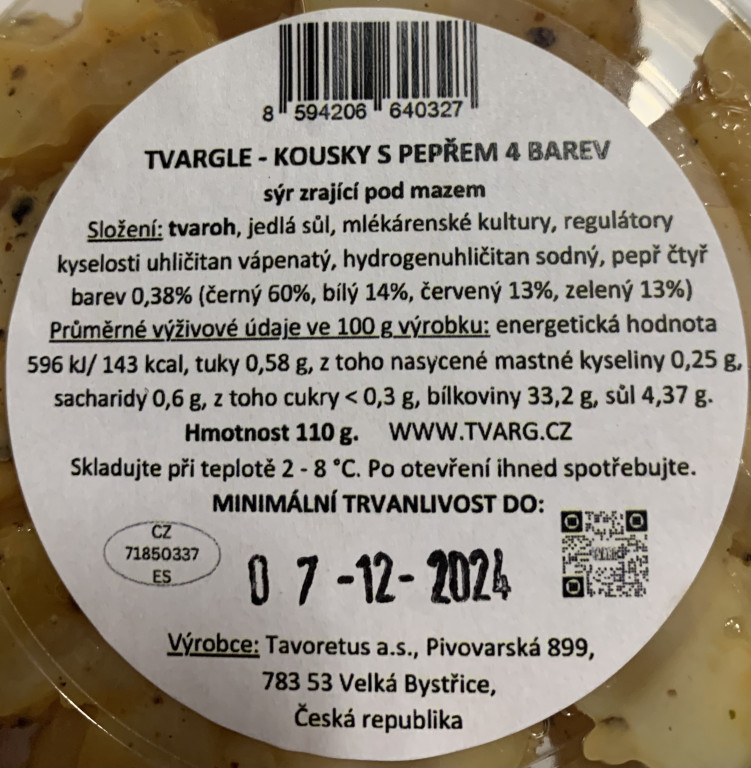 8 594206 640327
TVARGLE - KOUSKY S PEPŘEM 4 BAREV
sýr zrající pod mazem
Složení: tvaroh, jedlá sůl, mlékárenské kultury, regulátory
kyselosti uhličitan vápenatý, hydrogenuhličitan sodný, pepř čtyř
barev 0,38% (černý 60%, bílý 14%, červený 13%, zelený 13%)
Průměrné výživové údaje ve 100 g výrobku: energetická hodnota
596 kJ/ 143 kcal, tuky 0,58 g, z toho nasycené mastné kyseliny 0,25 g,
sacharidy 0,6 g, z toho cukry < 0,3 g, bílkoviny 33,2 g, sůl 4,37 g.
Hmotnost 110 g. WWW.TVARG.CZ
Skladujte při teplotě 2 - 8 °C. Po otevření ihned spotřebujte.
MINIMÁLNÍ TRVANLIVOST DO:
CZ
71850337
ES
07-12-2024
Výrobce: Tavoretus a.s., Pivovarská 899,
783 53 Velká Bystřice,
Česká republika